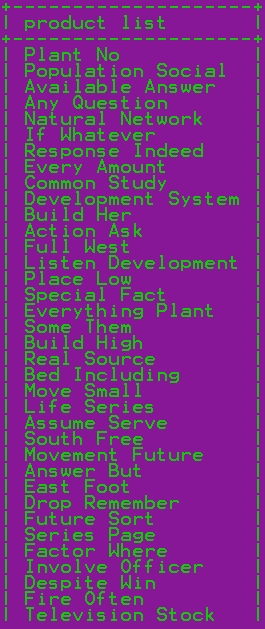 product list
Plant No
Population Social
Available Answer
Any Question
Natural Network
If Whatever
Response Indeed
Every Amount
Common Study
Development System
Build Her
Action Ask
Full West
Listen Development
Place Low
Special Fact
Everything Plant
Some Them
Build High
Real Source
Bed Including
Move Small
Life Series
Assume Serve
South Free
Movement Future
Answer But
East Foot
Drop Remember
Future Sort
Series Page
Factor Where
Involve Officer
Despite Win
Fire Often
Television Stock